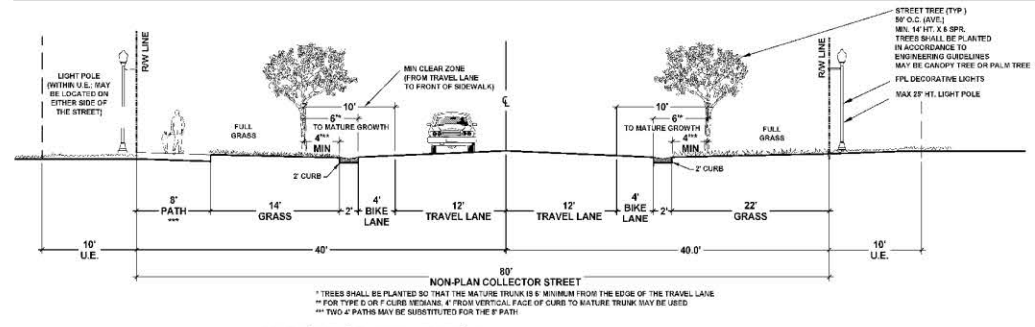 STREET TREE (TYP.)
50' O.C. (AVE.)
MIN. 14' HT. X 6 SPR.
TREES SHALL BE PLANTED
IN ACCORDANCE TO
ENGINEERING GUIDELINES
MAY BE CANOPY TREE OR PALM TREE
FPL DECORATIVE LIGHTS
MAX 25' HT. LIGHT POLE
R/W LINE
R/W LINE
LIGHT POLE
(WITHIN U.E.; MAY
BE LOCATED ON
EITHER SIDE OF
THE STREET)
MIN CLEAR ZONE
(FROM TRAVEL LANE
TO FRONT OF SIDEWALK)
10'
6'**
TO MATURE GROWTH
4'***
MIN
FULL
GRASS
2' CURB
CL
10'
6'**
TO MATURE GROWTH
4'***
MIN
FULL
GRASS
2' CURB
8'
PATH
***
14'
GRASS
2'
4'
BIKE
LANE
12'
TRAVEL LANE
12'
TRAVEL LANE
4'
BIKE
LANE
2'
22'
GRASS
10'
U.E.
40'
40.0'
10'
U.E.
80'
NON-PLAN COLLECTOR STREET
* TREES SHALL BE PLANTED SO THAT THE MATURE TRUNK IS 6' MINIMUM FROM THE EDGE OF THE TRAVEL LANE
** FOR TYPE D OR F CURB MEDIANS, 4' FROM VERTICAL FACE OF CURB TO MATURE TRUNK MAY BE USED
*** TWO 4' PATHS MAY BE SUBSTITUTED FOR THE 8' PATH